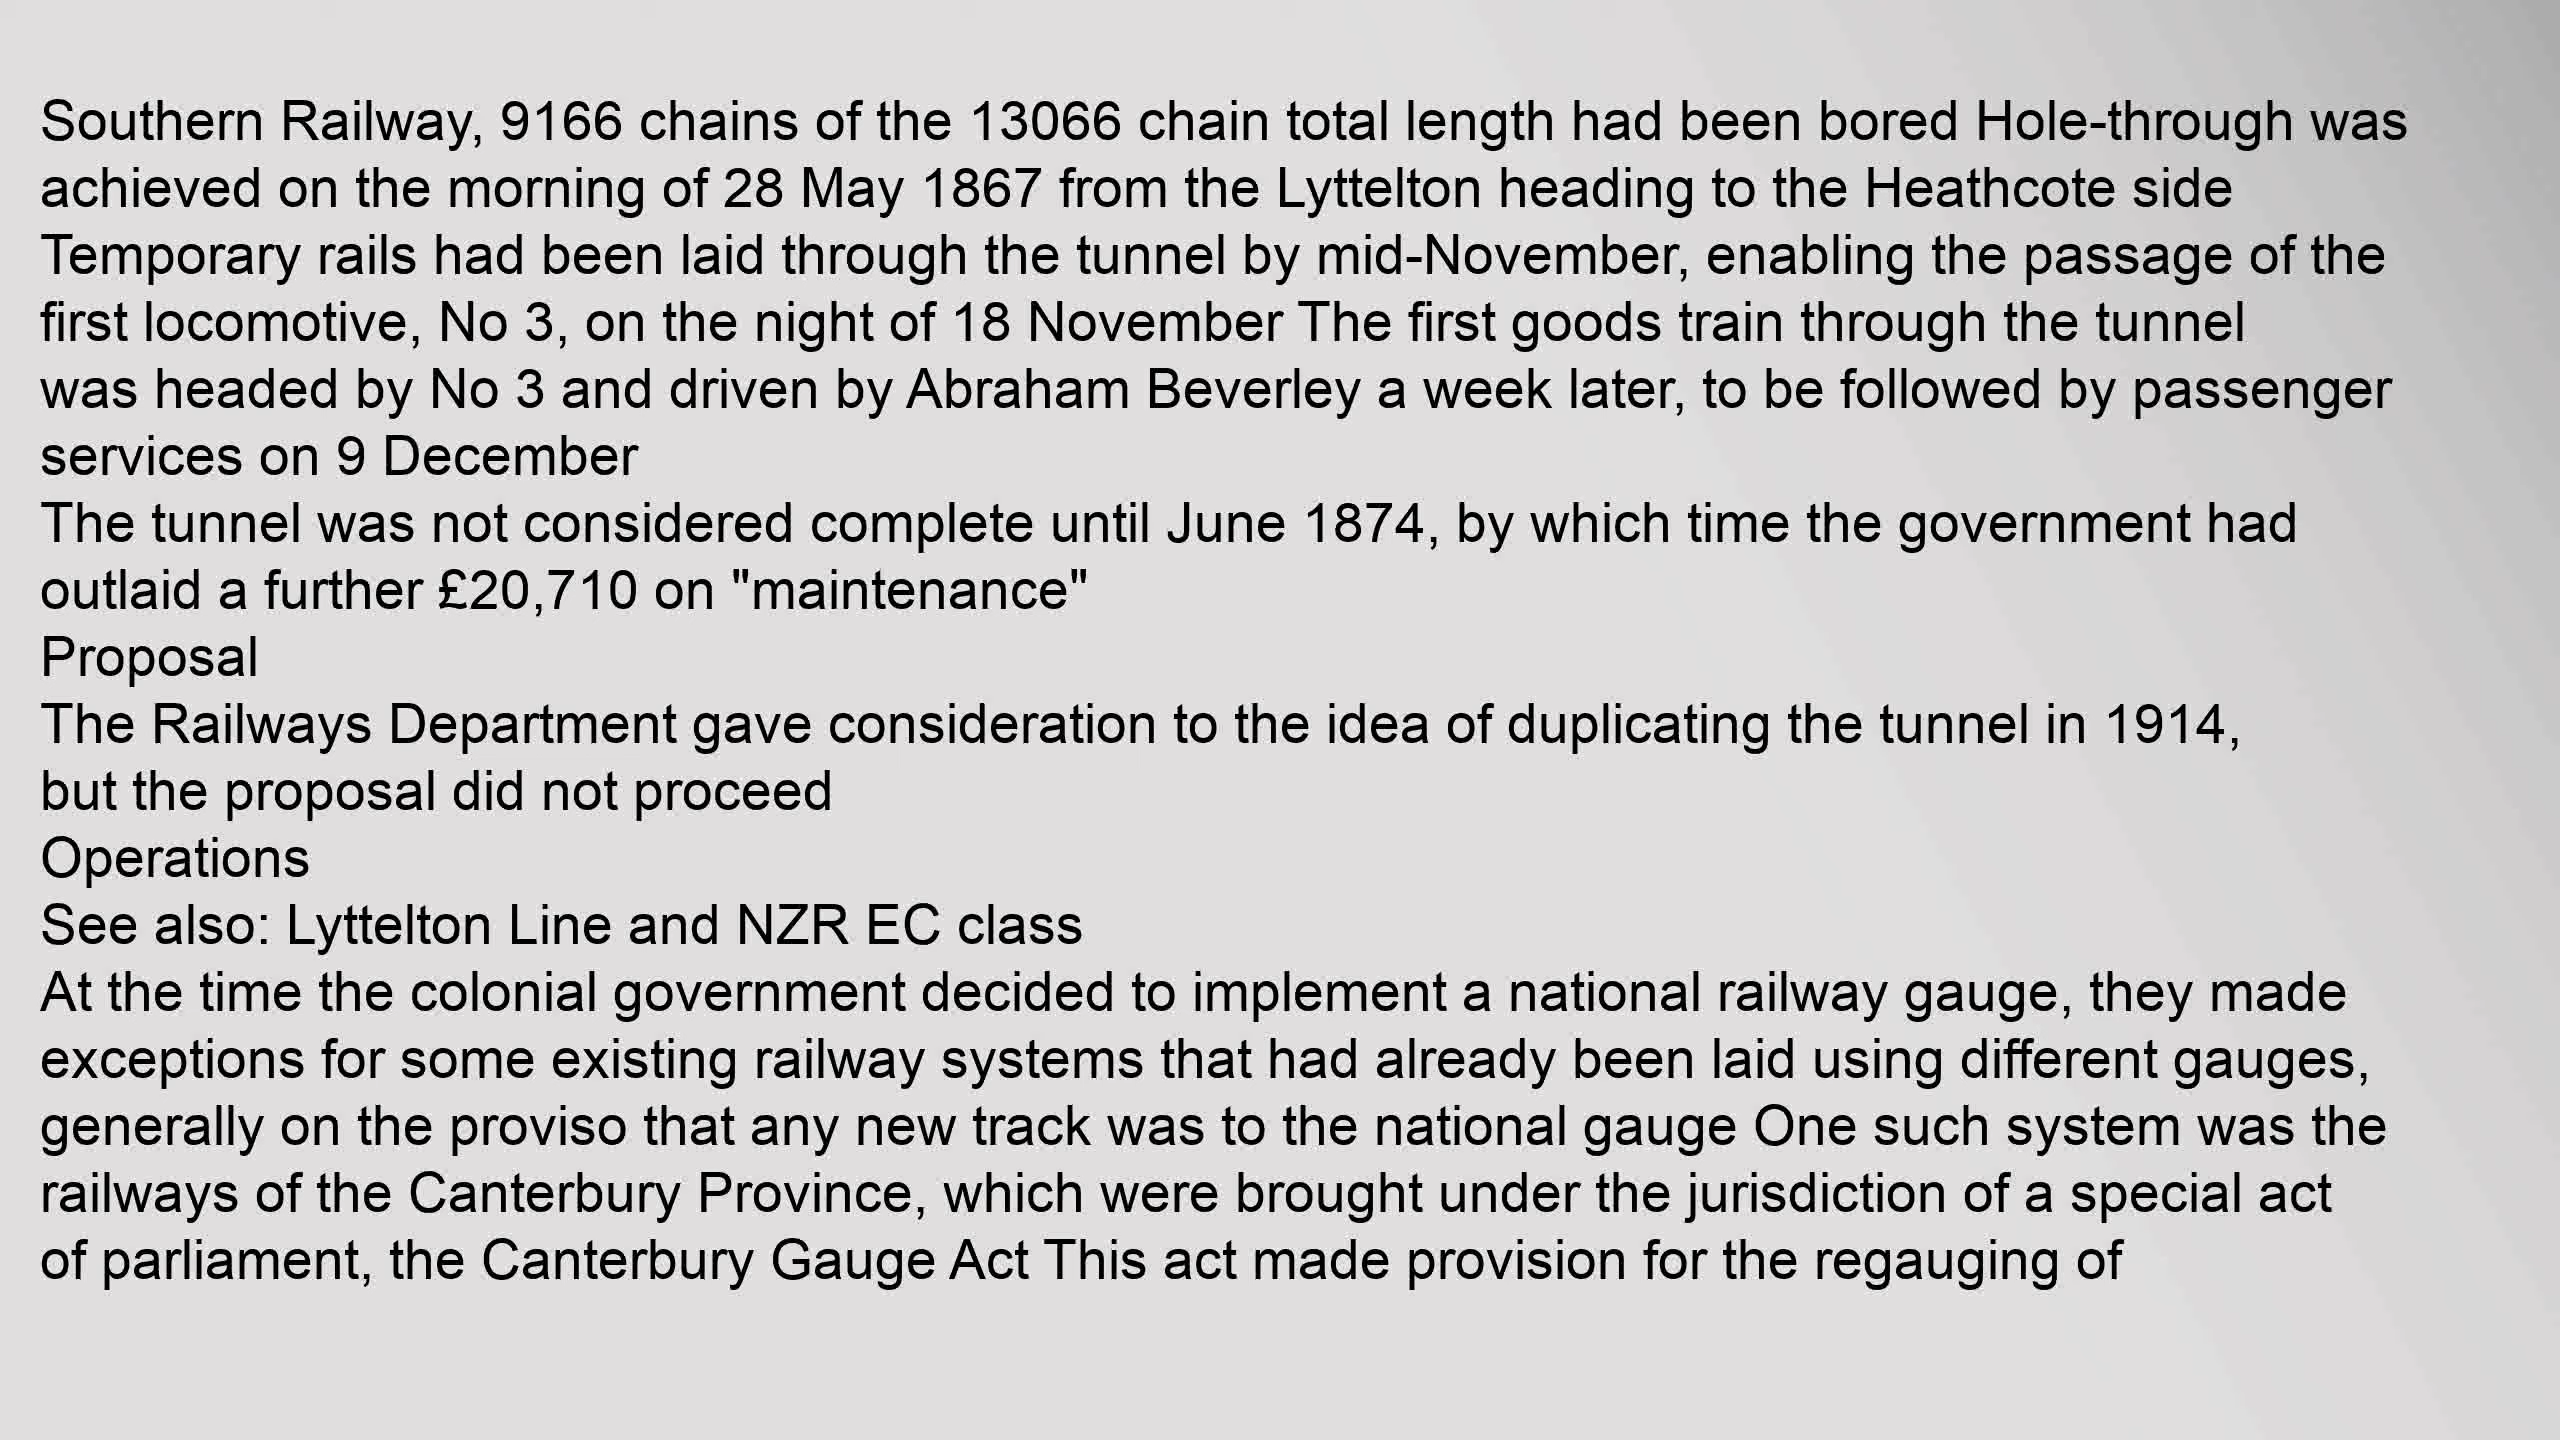 Southern Railway, 9166 chains of the 13066 chain total length had been bored Hole-through was
achieved on the morning of 28 May 1867 from the Lyttelton heading to the Heathcote side
Temporary rails had been laid through the tunnel by mid-November, enabling the passage of the
first locomotive, No 3, on the night of 18 November The first goods train through the tunnel
was headed by No 3 and driven by Abraham Beverley a week later, to be followed by passenger
services on 9 December
The tunnel was not considered complete until June 1874, by which time the government had
outlaid a further £20,710 on "maintenance"
Proposal
The Railways Department gave consideration to the idea of duplicating the tunnel in 1914,
but the proposal did not proceed
Operations
See also: Lyttelton Line and NZR EC class
At the time the colonial government decided to implement a national railway gauge, they made
exceptions for some existing railway systems that had already been laid using different gauges,
generally on the proviso that any new track was to the national gauge One such system was the
railways of the Canterbury Province, which were brought under the jurisdiction of a special act
of parliament, the Canterbury Gauge Act This act made provision for the regauging of